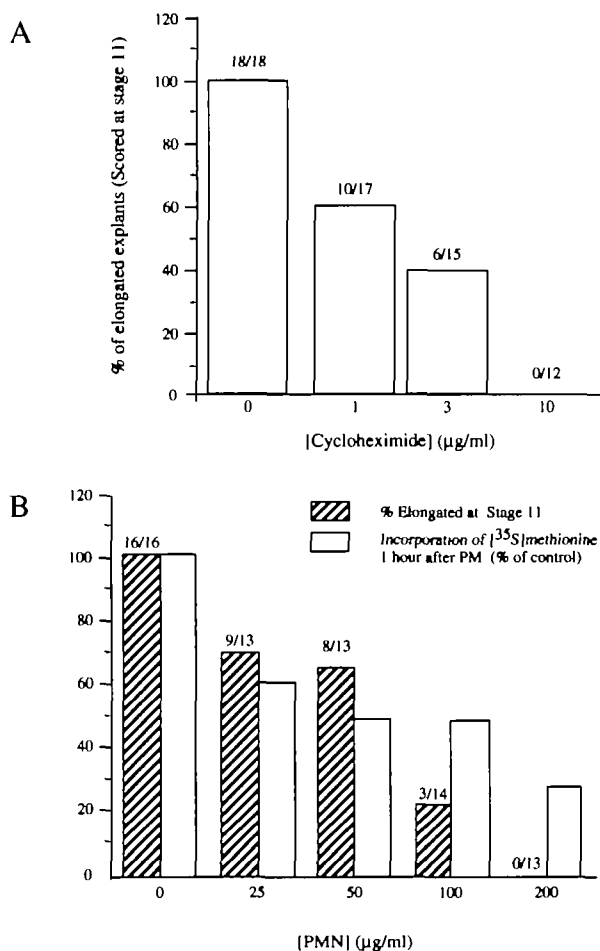 A
% of elongated explants (Scored at stage 11)
120
100
80
60
40
20
0
18/18
10/17
6/15
0/12
0 1 3 10
[Cycloheximide] (µg/ml)
B
120
100
80
60
40
20
0
% Elongated at Stage 11
Incorporation of [35S]methionine
1 hour after PM (% of control)
16/16
9/13
8/13
3/14
0/13
0 25 50 100 200
[PMN] (µg/ml)